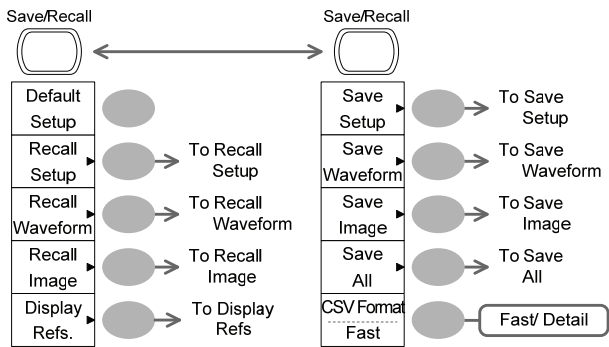 Save/Recall
Default
Setup
Recall
Setup
To Recall
Setup
Recall
Waveform
To Recall
Waveform
Recall
Image
To Recall
Image
Display
Refs.
To Display
Refs
Save/Recall
Save
Setup
To Save
Setup
Save
Waveform
To Save
Waveform
Save
Image
To Save
Image
Save
All
To Save
All
CSV Format
Fast
Fast/ Detail